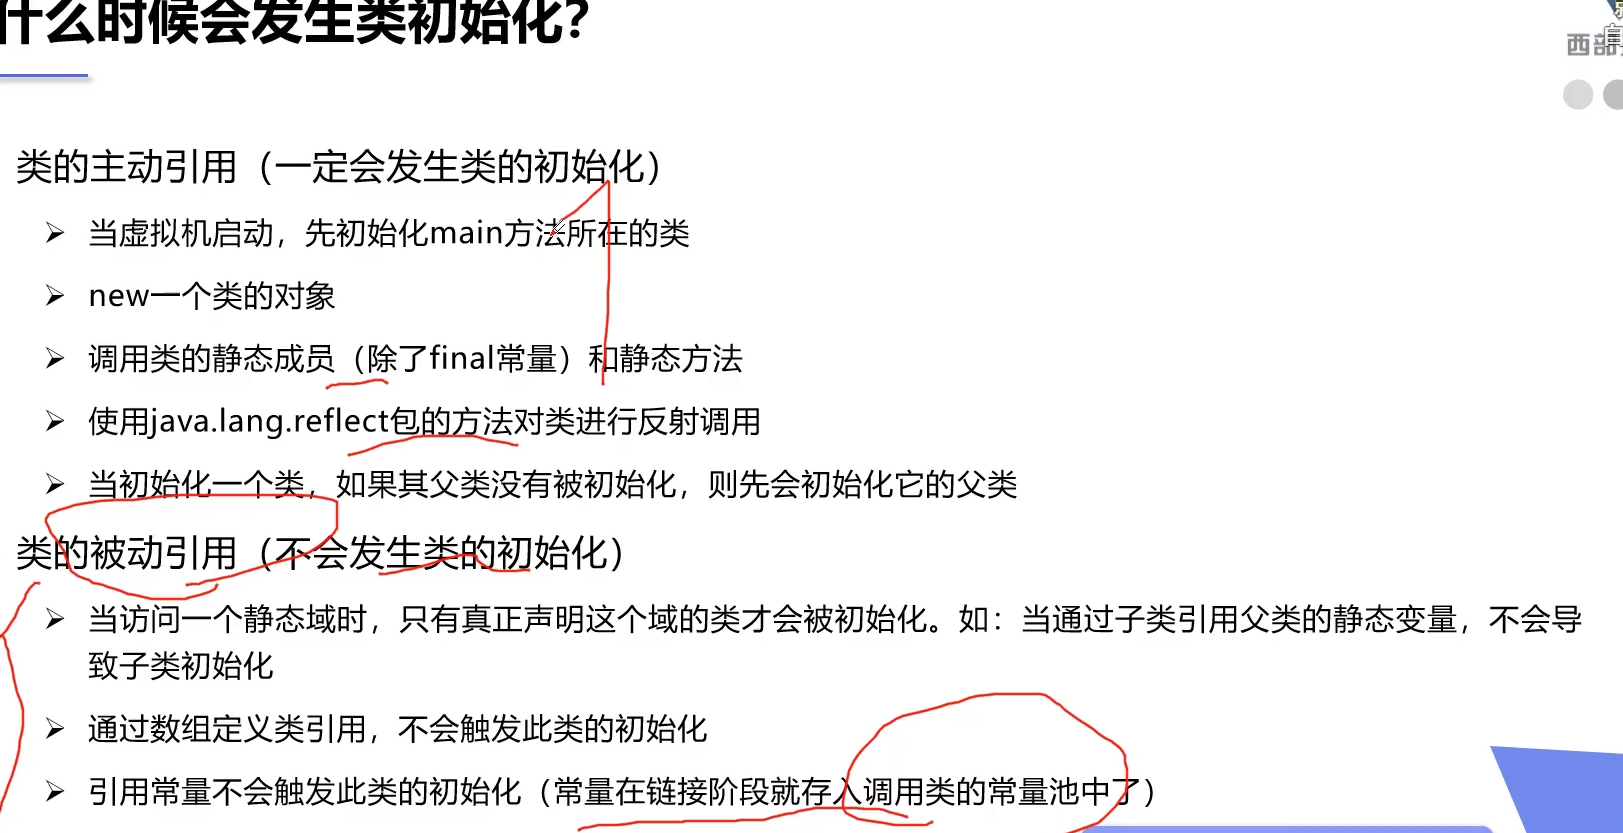 什么时候会发生类初始化？
西部
类的主动引用（一定会发生类的初始化）
当虚拟机启动，先初始化main方法所在的类
new一个类的对象
调用类的静态成员（除了final常量）和静态方法
使用java.lang.reflect包的方法对类进行反射调用
当初始化一个类，如果其父类没有被初始化，则先会初始化它的父类
类的被动引用（不会发生类的初始化）
当访问一个静态域时，只有真正声明这个域的类才会被初始化。如：当通过子类引用父类的静态变量，不会导
致子类初始化
通过数组定义类引用，不会触发此类的初始化
引用常量不会触发此类的初始化（常量在链接阶段就存入调用类的常量池中了）